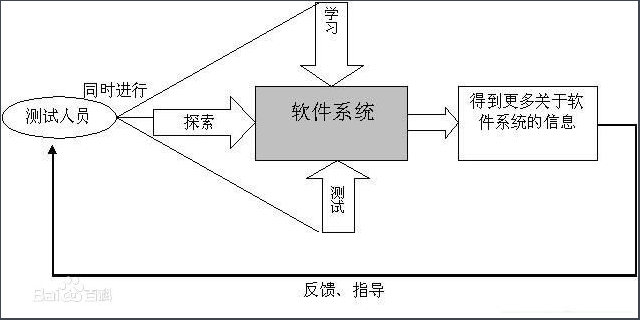 学习
同时进行
测试人员
探索
软件系统
得到更多关于软
件系统的信息
测试
反馈、指导
Bai百科